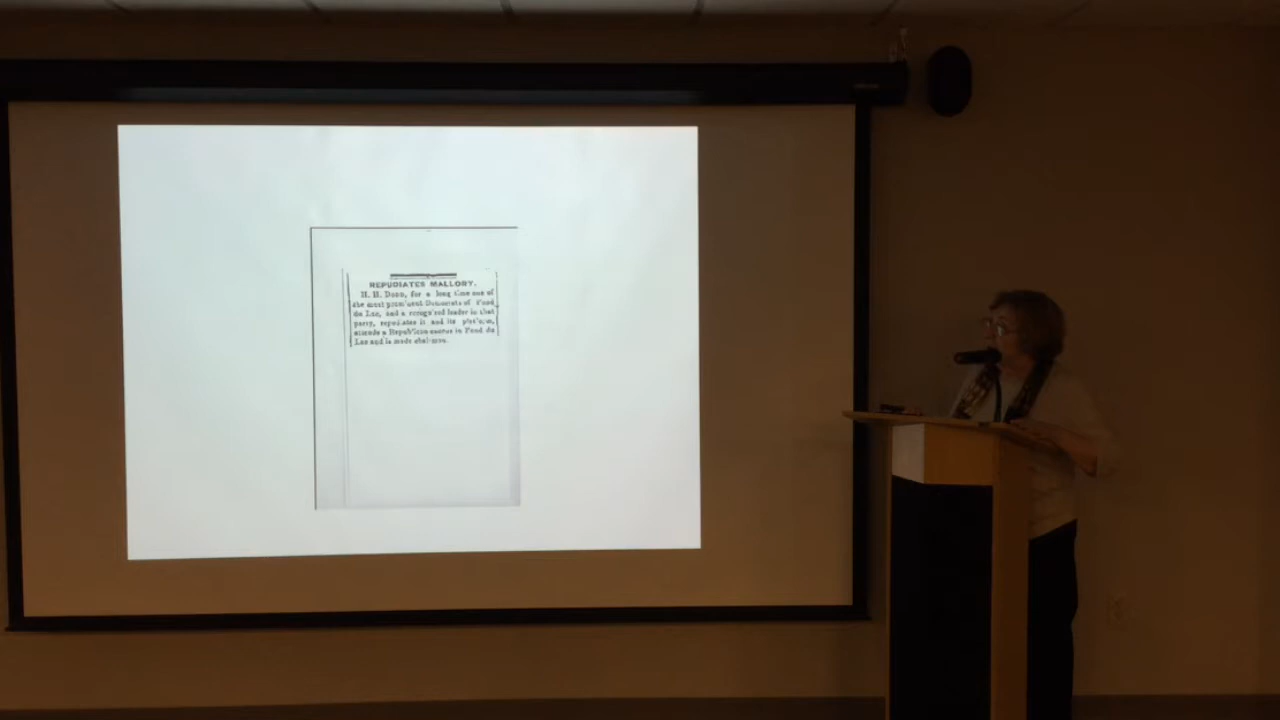 REPUDIATES MALLORY.
H. H. Dodd, for a long time one of
the most prominent Democrats of Fond
du Lac, and a recognized leader in that
party, repudiates it and its platform,
attends a Republican caucus in Fond du
Lac and is made chairman.